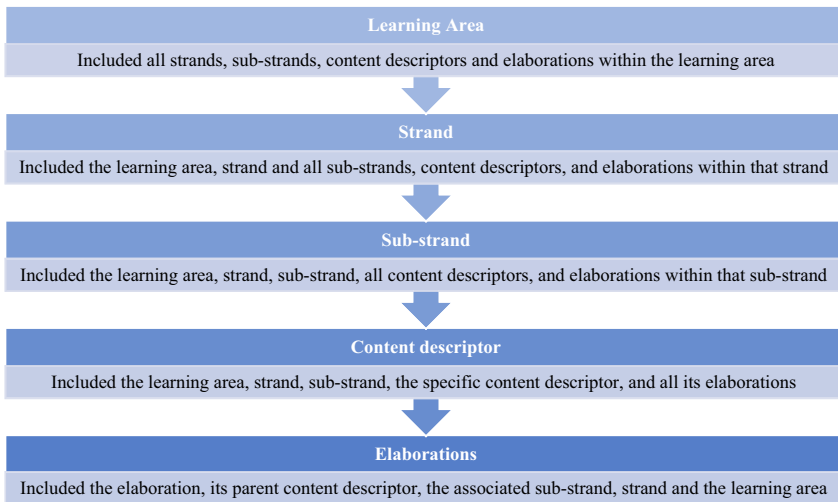 Learning Area
Included all strands, sub-strands, content descriptors and elaborations within the learning area
Strand
Included the learning area, strand and all sub-strands, content descriptors, and elaborations within that strand
Sub-strand
Included the learning area, strand, sub-strand, all content descriptors, and elaborations within that sub-strand
Content descriptor
Included the learning area, strand, sub-strand, the specific content descriptor, and all its elaborations
Elaborations
Included the elaboration, its parent content descriptor, the associated sub-strand, strand and the learning area